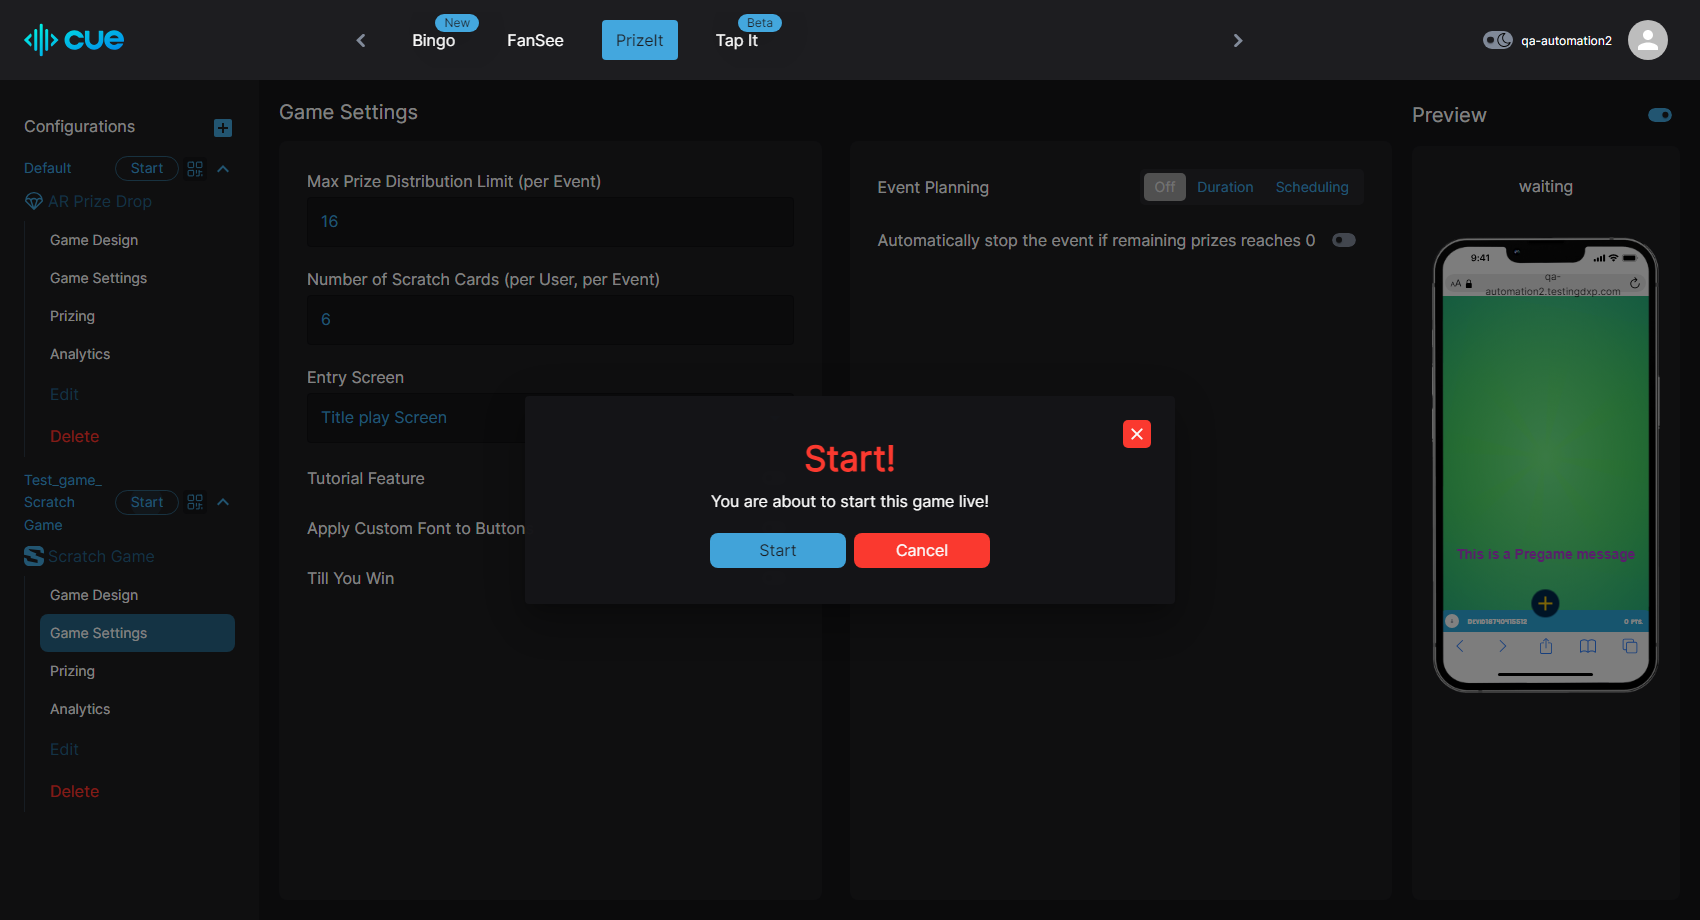 cue
New
Bingo
FanSee
PrizeIt
Beta
Tap It
qa-automation2
Configurations
Default
Start
AR Prize Drop
Game Design
Game Settings
Prizing
Analytics
Edit
Delete
Test_game_
Scratch
Game
Start
Scratch Game
Game Design
Game Settings
Prizing
Analytics
Edit
Delete
Game Settings
Max Prize Distribution Limit (per Event)
16
Number of Scratch Cards (per User, per Event)
6
Entry Screen
Title play Screen
Tutorial Feature
Apply Custom Font to Button
Till You Win
Event Planning
Off
Duration
Scheduling
Automatically stop the event if remaining prizes reaches 0
Start!
You are about to start this game live!
Start
Cancel
Preview
waiting
9:41
AA
qa-
automation2.testingdxp.com
This is a Pregame message
0 PTS.